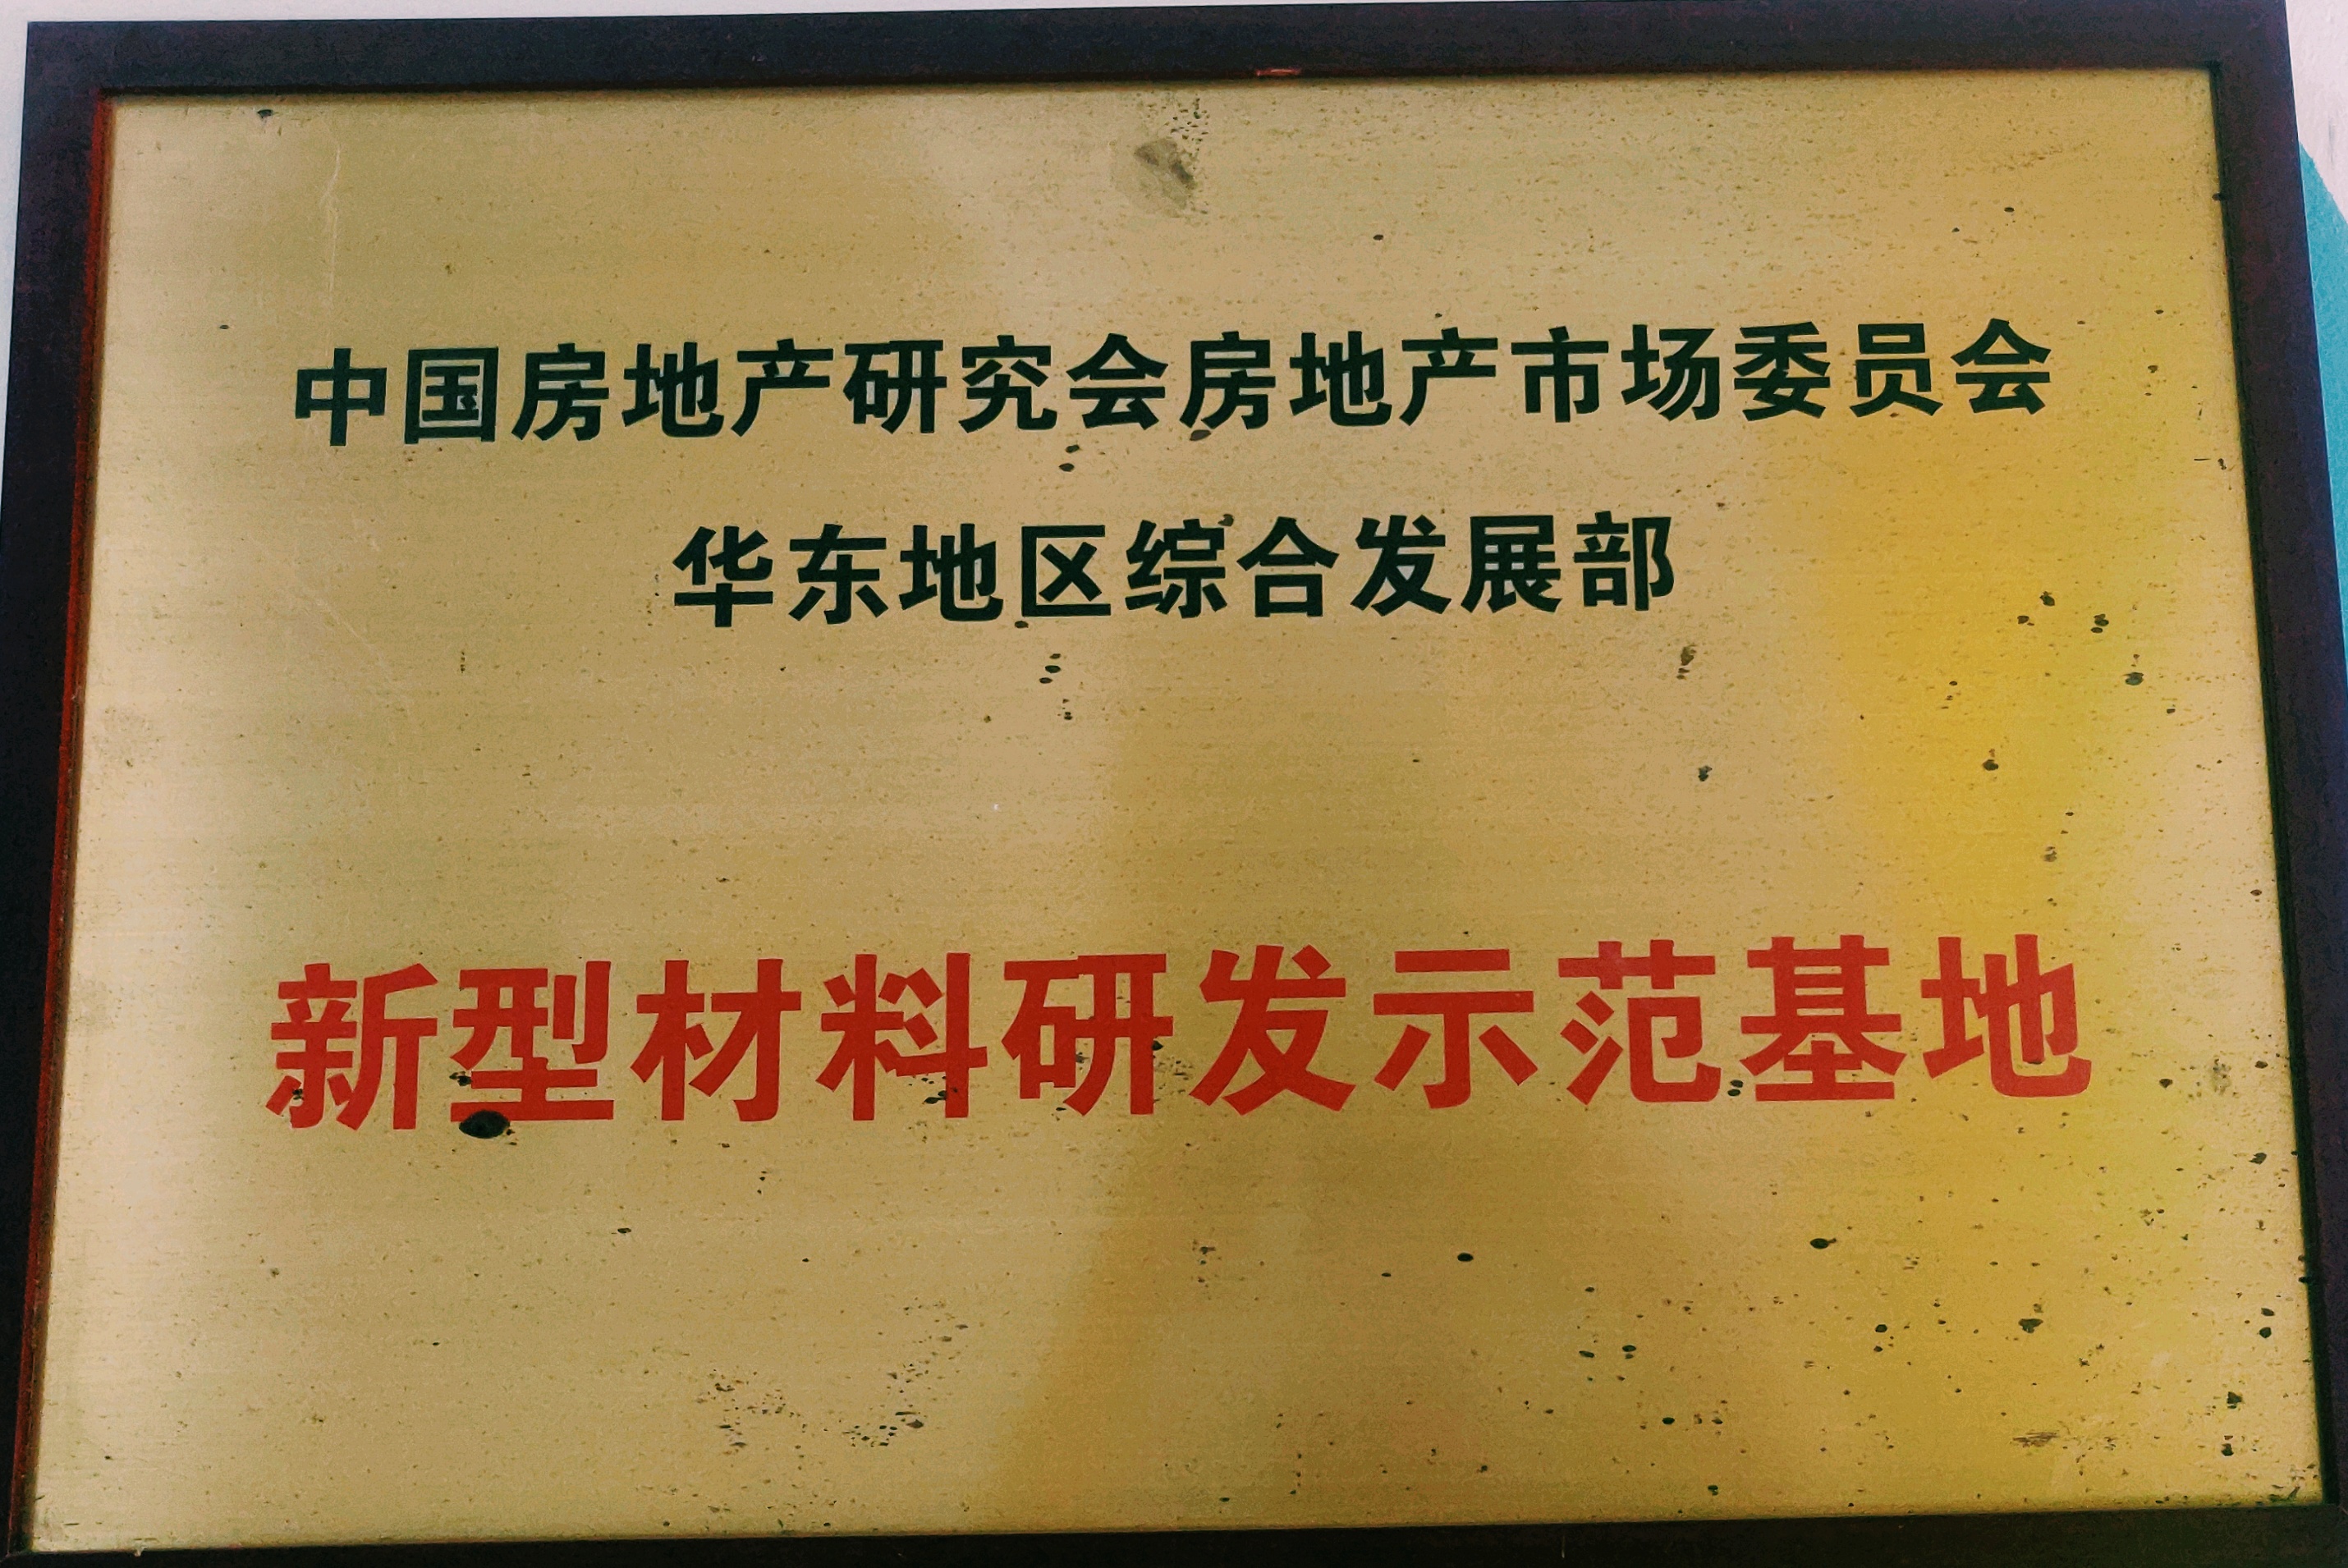 中国房地产研究会房地产市场委员会
华东地区综合发展部
新型材料研发示范基地